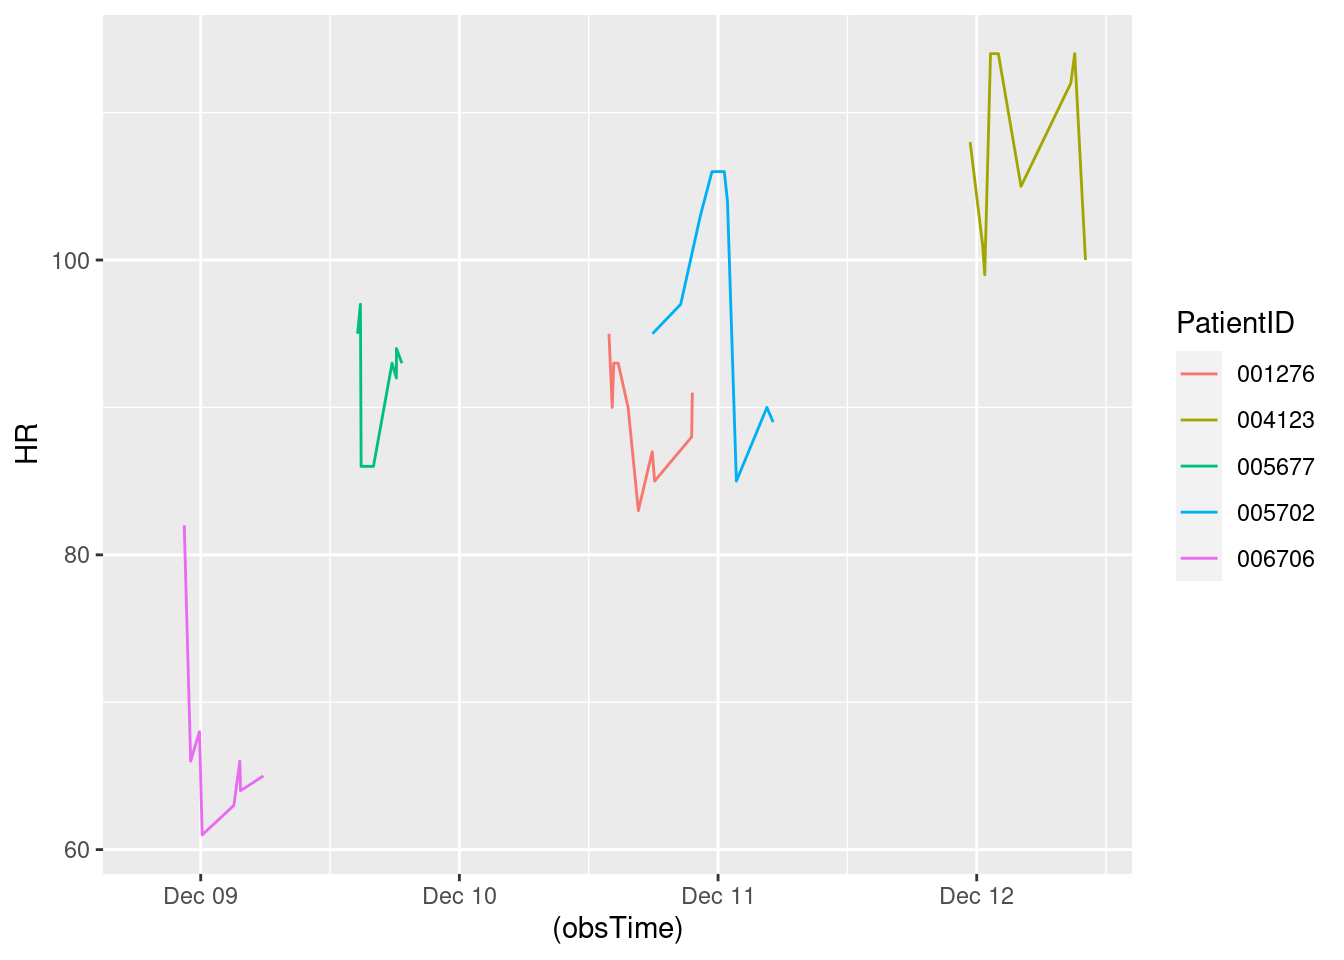 HR
100
80
60
Dec 09
Dec 10
Dec 11
Dec 12
(obsTime)
PatientID
001276
004123
005677
005702
006706